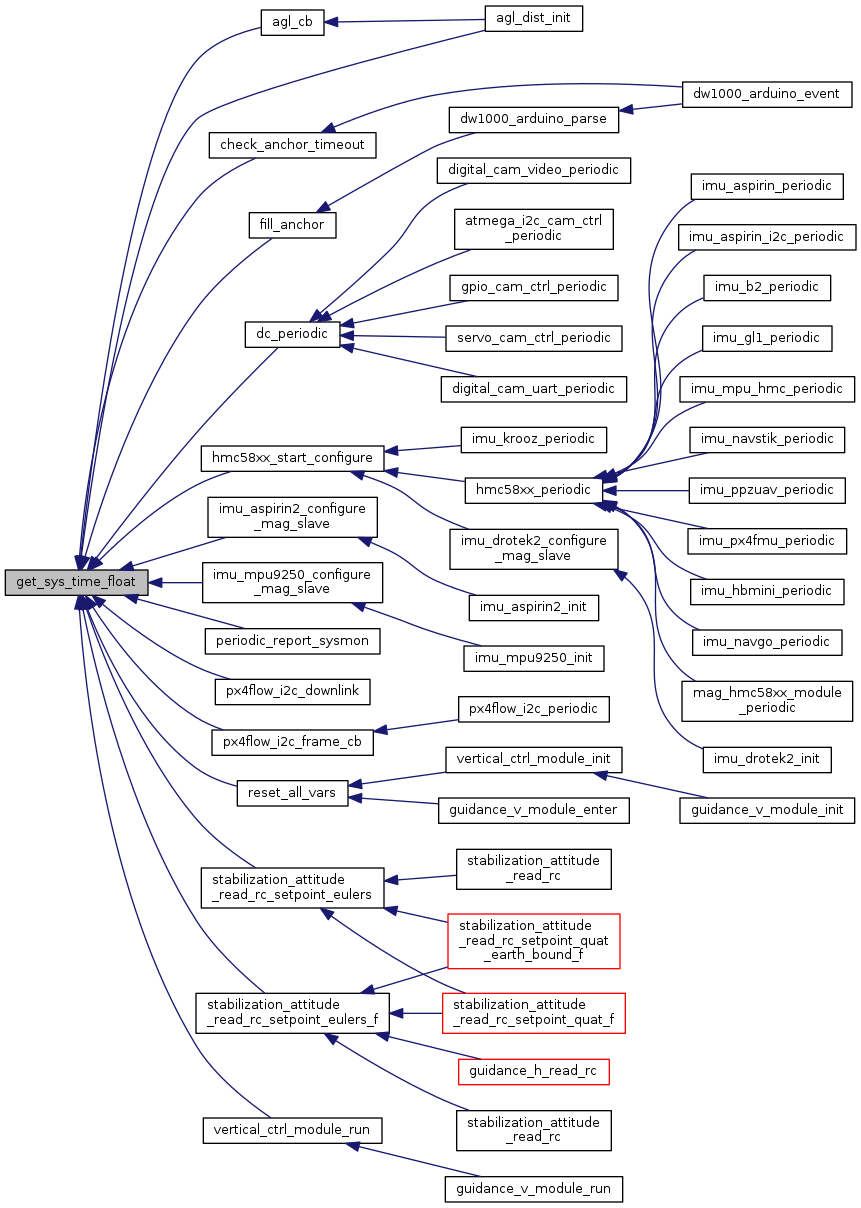 agl_cb
agl_dist_init
dw1000_arduino_event
dw1000_arduino_parse
check_anchor_timeout
digital_cam_video_periodic
imu_aspirin_periodic
fill_anchor
atmega_i2c_cam_ctrl
_periodic
imu_aspirin_i2c_periodic
gpio_cam_ctrl_periodic
imu_b2_periodic
dc_periodic
servo_cam_ctrl_periodic
imu_gl1_periodic
digital_cam_uart_periodic
imu_mpu_hmc_periodic
imu_krooz_periodic
imu_navstik_periodic
hmc58xx_start_configure
hmc58xx_periodic
imu_ppzuav_periodic
imu_aspirin2_configure
_mag_slave
imu_drotek2_configure
_mag_slave
imu_px4fmu_periodic
get_sys_time_float
imu_mpu9250_configure
_mag_slave
imu_hbmini_periodic
imu_aspirin2_init
periodic_report_sysmon
imu_navgo_periodic
imu_mpu9250_init
px4flow_i2c_downlink
mag_hmc58xx_module
_periodic
px4flow_i2c_periodic
px4flow_i2c_frame_cb
vertical_ctrl_module_init
imu_drotek2_init
reset_all_vars
guidance_v_module_enter
guidance_v_module_init
stabilization_attitude
_read_rc
stabilization_attitude
_read_rc_setpoint_eulers
stabilization_attitude
_read_rc_setpoint_quat
_earth_bound_f
stabilization_attitude
_read_rc_setpoint_eulers_f
stabilization_attitude
_read_rc_setpoint_quat_f
guidance_h_read_rc
stabilization_attitude
_read_rc
vertical_ctrl_module_run
guidance_v_module_run